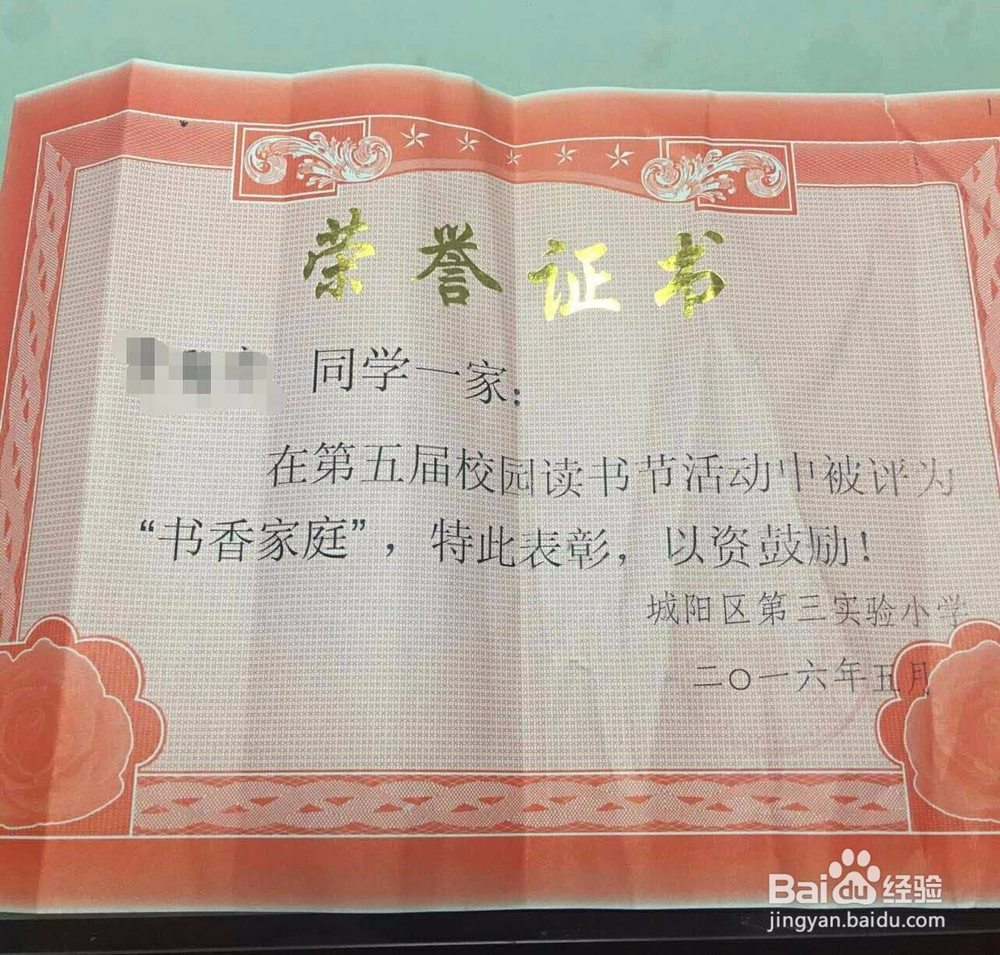 荣誉证书
同学一家：
在第五届校园读书节活动中被评为
“书香家庭”，特此表彰，以资鼓励！
城阳区第三实验小学
二〇一六年五月
Baidu经验
jingyan.baidu.com